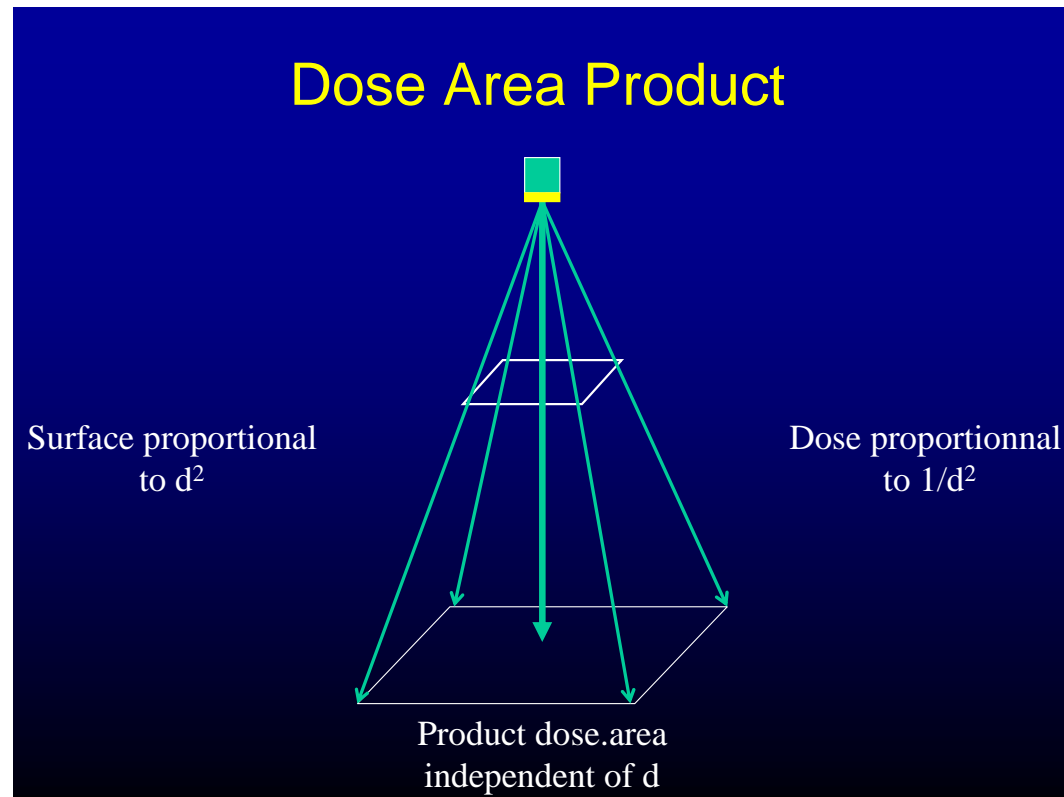 Dose Area Product
Surface proportional
to d²
Dose proportionnal
to 1/d²
Product dose.area
independent of d